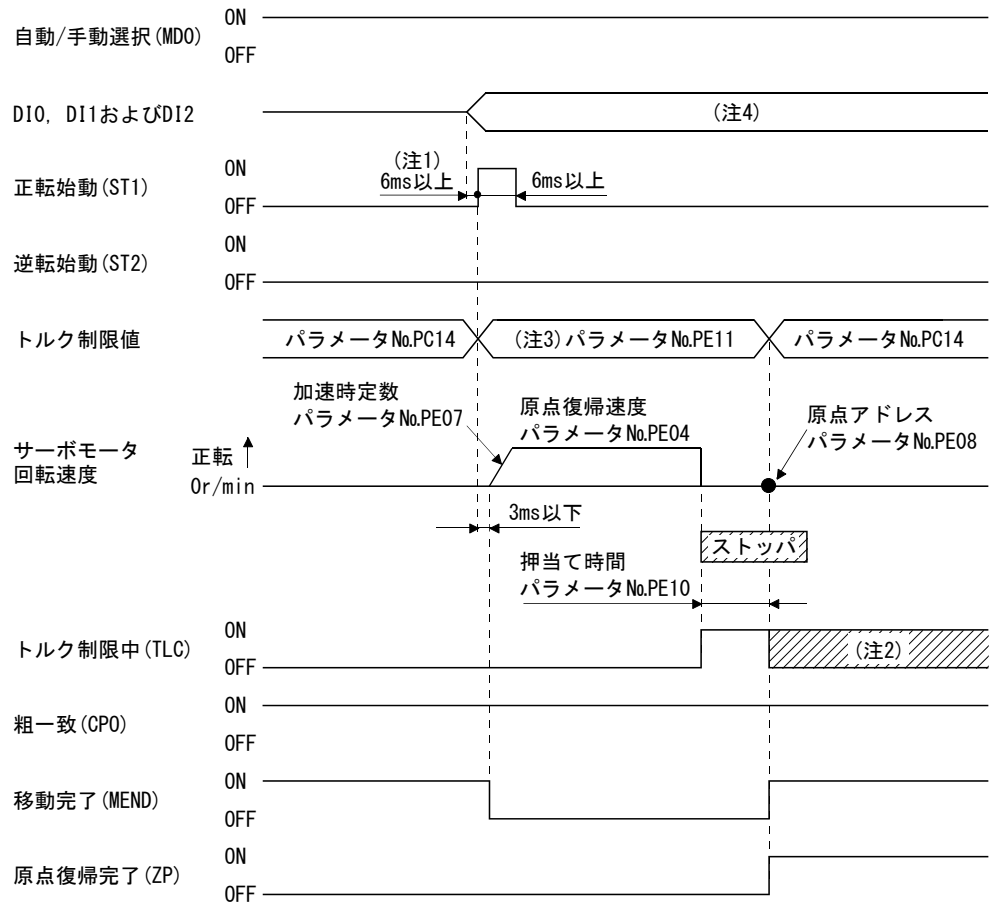 ON
自動/手動選択(MD0)
OFF
DI0, DI1およびDI2
(注4)
(注1)
ON
6ms以上
6ms以上
正転始動(ST1)
OFF
ON
逆転始動(ST2)
OFF
トルク制限値
パラメータNo.PC14
(注3)パラメータNo.PE11
パラメータNo.PC14
加速時定数
パラメータNo.PE07
原点復帰速度
パラメータNo.PE04
原点アドレス
パラメータNo.PE08
サーボモータ
回転速度
正転
0r/min
3ms以下
ストッパ
押当て時間
パラメータNo.PE10
ON
トルク制限中(TLC)
OFF
(注2)
ON
粗一致(CPO)
OFF
ON
移動完了(MEND)
OFF
ON
原点復帰完了(ZP)
OFF